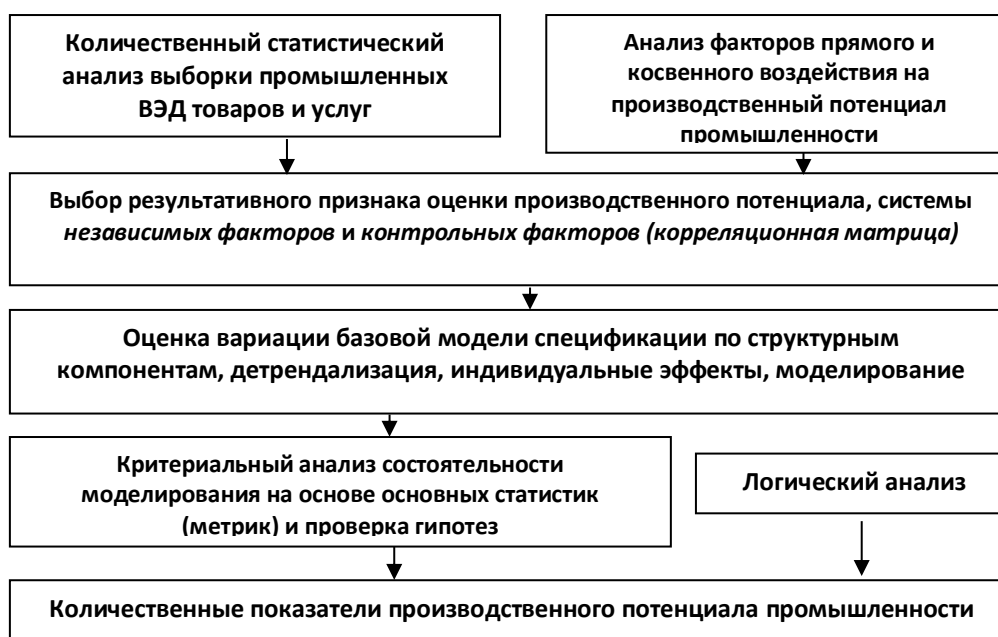 Количественный статистический
анализ выборки промышленных
ВЭД товаров и услуг
Анализ факторов прямого и
косвенного воздействия на
производственный потенциал
промышленности
Выбор результативного признака оценки производственного потенциала, системы
независимых факторов и контрольных факторов (корреляционная матрица)
Оценка вариации базовой модели спецификации по структурным
компонентам, детрендализация, индивидуальные эффекты, моделирование
Критериальный анализ состоятельности
моделирования на основе основных статистик
(метрик) и проверка гипотез
Логический анализ
Количественные показатели производственного потенциала промышленности